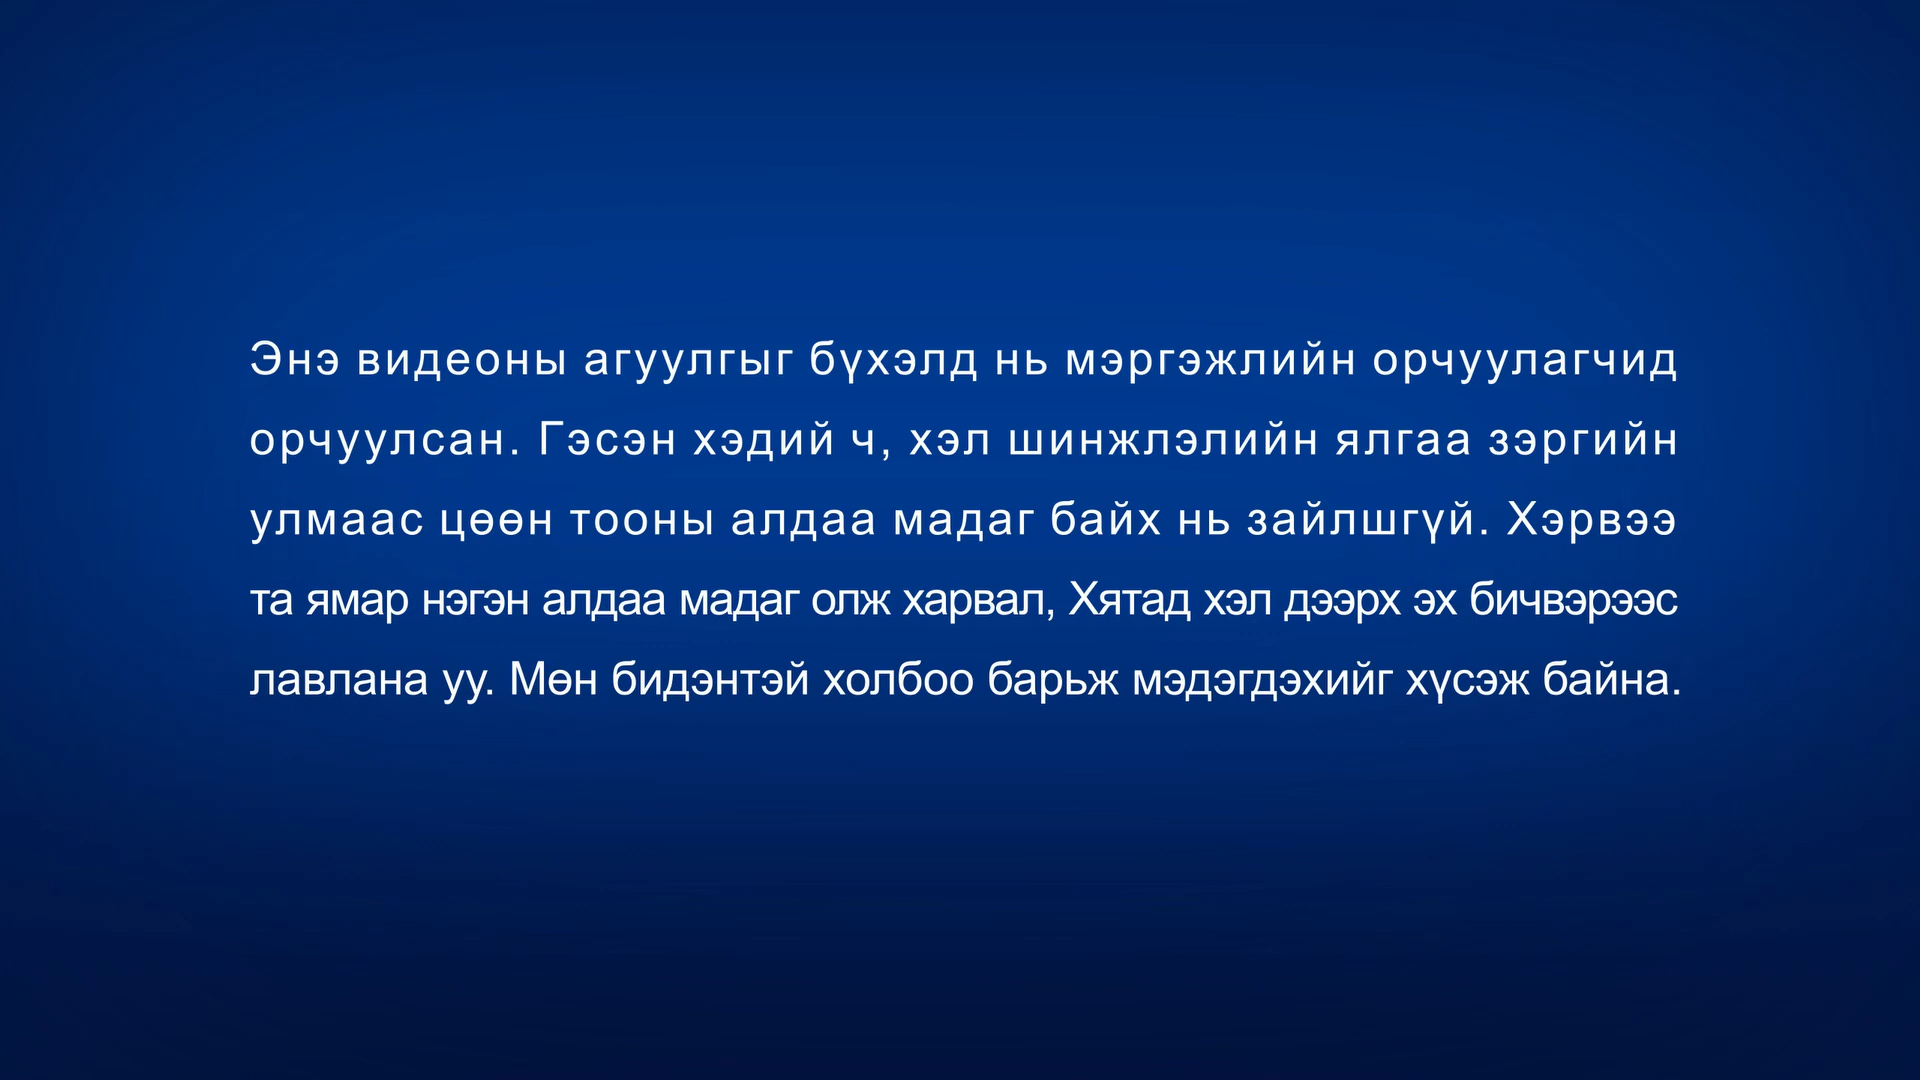 Энэ видеоны агуулгыг бүхэлд нь мэргэжлийн орчуулагчид
орчуулсан. Гэсэн хэдий ч, хэл шинжлэлийн ялгаа зэргийн
улмаас цөөн тооны алдаа мадаг байх нь зайлшгүй. Хэрвээ
та ямар нэгэн алдаа мадаг олж харвал, Хятад хэл дээрх эх бичвэрээс
лавлана уу. Мөн бидэнтэй холбоо барьж мэдэгдэхийг хүсэж байна.